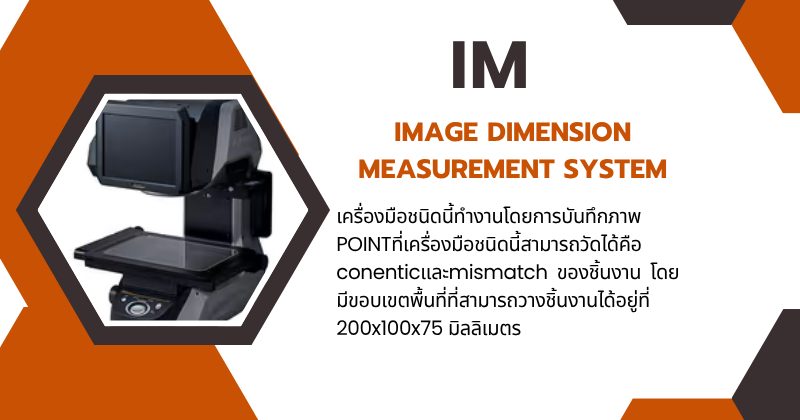 IM
IMAGE DIMENSION
MEASUREMENT SYSTEM
เครื่องมือชนิดนี้ทำงานโดยการบันทึกภาพ
POINTที่เครื่องมือชนิดนี้สามารถวัดได้คือ
conenticและmismatch ของชิ้นงาน โดย
มีขอบเขตพื้นที่ที่สามารถวางชิ้นงานได้อยู่ที่
200x100x75 มิลลิเมตร